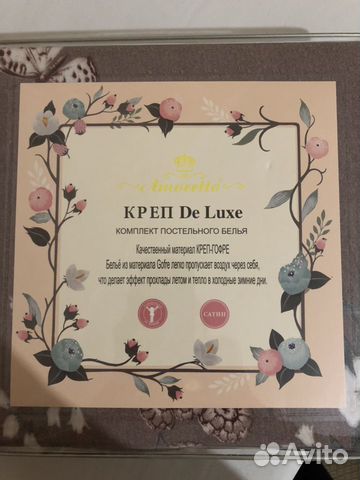 Amoretta
КРЕП De Luxe
КОМПЛЕКТ ПОСТЕЛЬНОГО БЕЛЬЯ
Качественный материал КРЕП-ГОФРЕ
Бельё из материала Gofre легко пропускает воздух через себя,
что делает эффект прохлады летом и тепло в холодные зимние дни.
САТИН
Avito